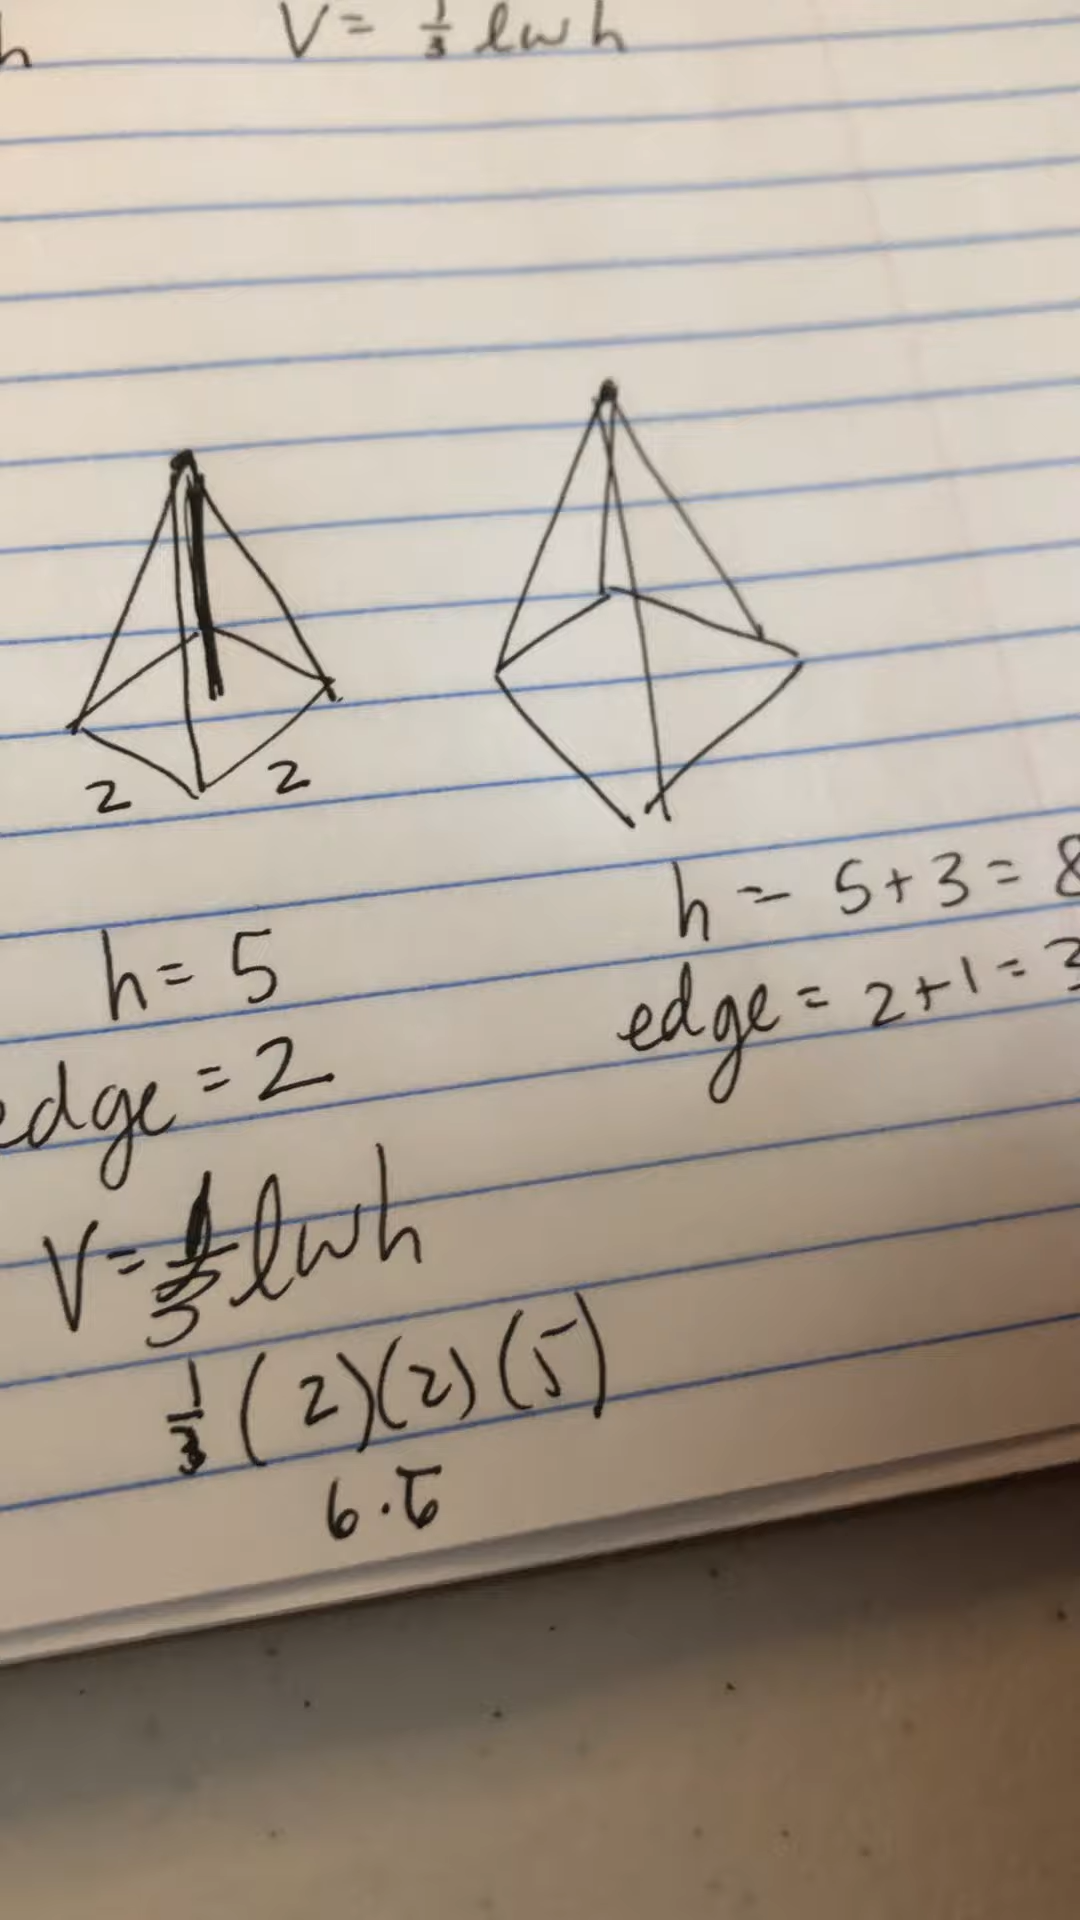 h
V = 1/3 lwh
2 2
h = 5
edge = 2
V = 1/3 lwh
1/3 (2)(2)(5)
6.6̅
h = 5+3 = 8
edge = 2+1 = 3